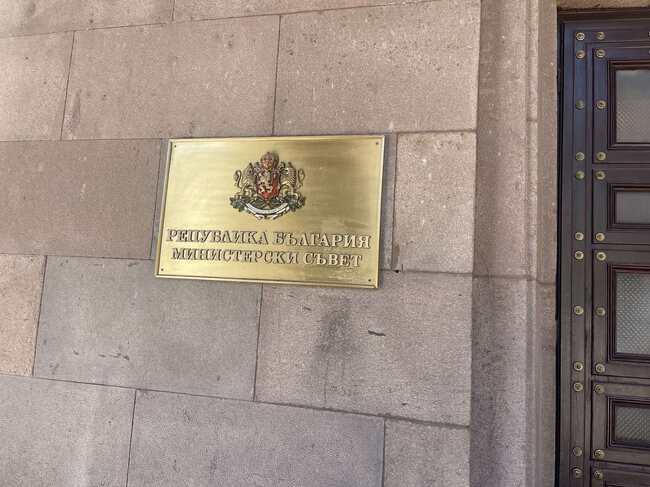 РЕПУБЛИКА БЪЛГАРИЯ
МИНИСТЕРСКИ СЪВЕТ